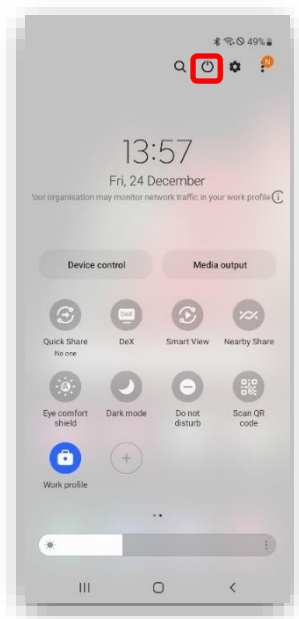 49%
N
13:57
Fri, 24 December
Your organisation may monitor network traffic in your work profile
Device control
Media output
Quick Share
No one
DeX
DeX
Smart View
Nearby Share
Eye comfort
shield
Dark mode
Do not
disturb
Scan QR
code
Work profile